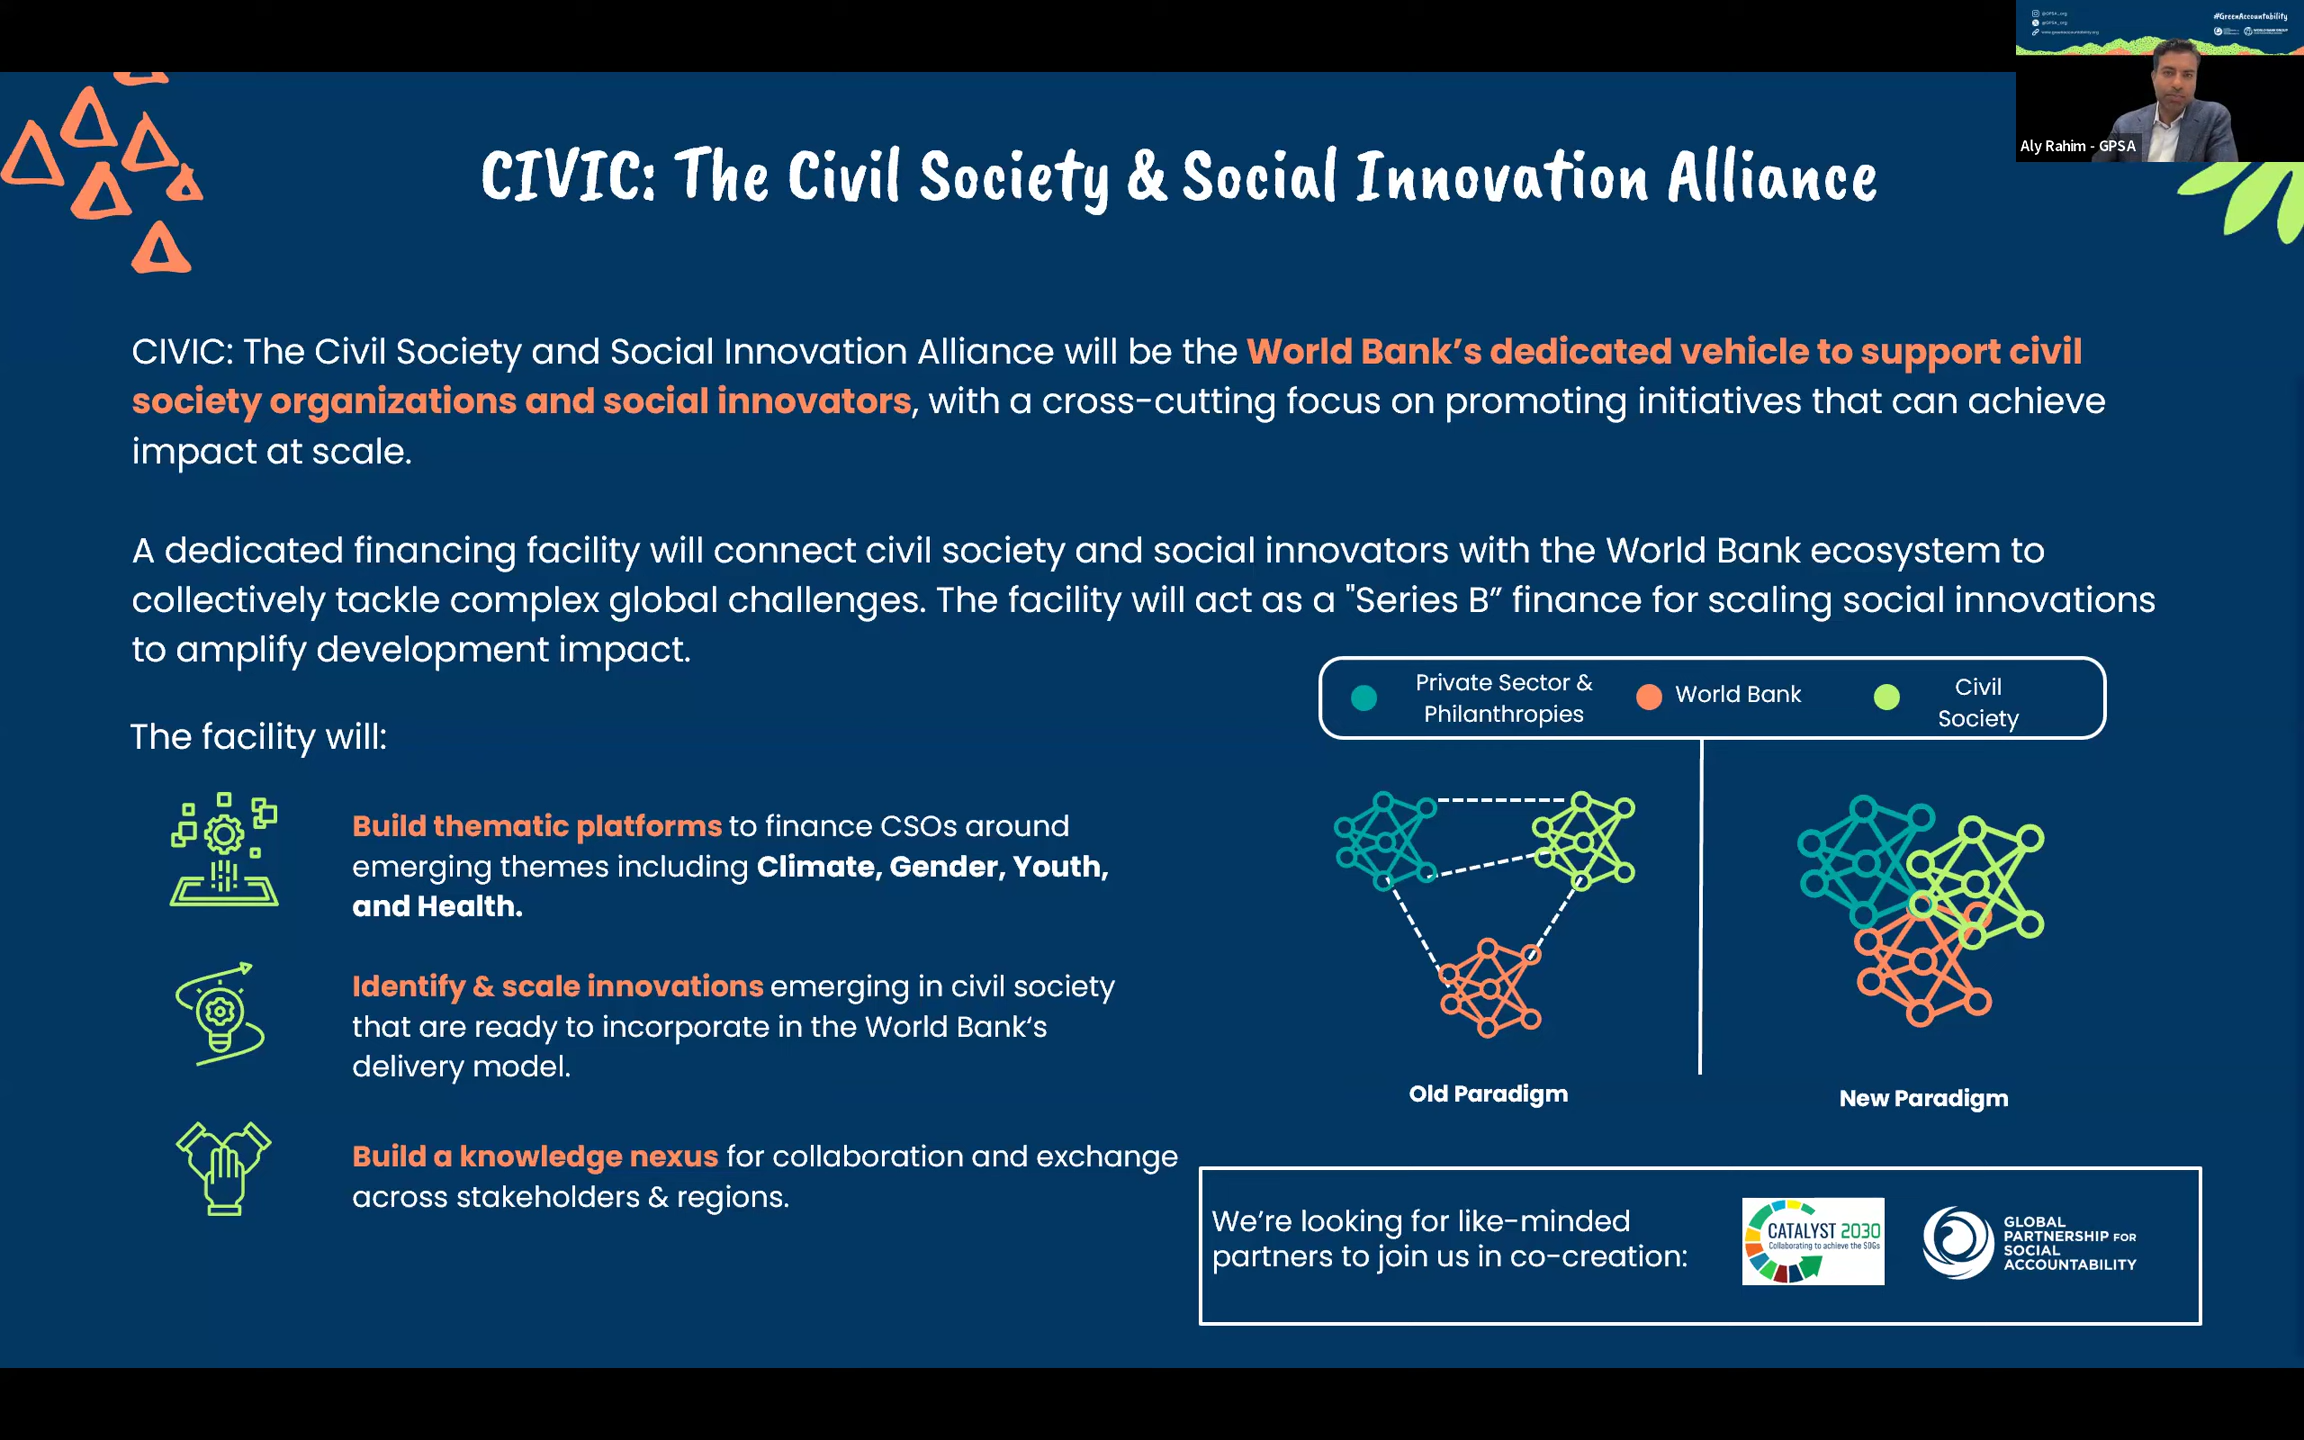 @GPSA_org
@GPSA_org
#GreenAccountability
Aly Rahim - GPSA
CIVIC: The Civil Society & Social Innovation Alliance
CIVIC: The Civil Society and Social Innovation Alliance will be the World Bank’s dedicated vehicle to support civil
society organizations and social innovators, with a cross-cutting focus on promoting initiatives that can achieve
impact at scale.
A dedicated financing facility will connect civil society and social innovators with the World Bank ecosystem to
collectively tackle complex global challenges. The facility will act as a "Series B” finance for scaling social innovations
to amplify development impact.
The facility will:
Build thematic platforms to finance CSOs around
emerging themes including Climate, Gender, Youth,
and Health.
Identify & scale innovations emerging in civil society
that are ready to incorporate in the World Bank‘s
delivery model.
Build a knowledge nexus for collaboration and exchange
across stakeholders & regions.
Private Sector &
Philanthropies
World Bank
Civil
Society
Old Paradigm
New Paradigm
We’re looking for like-minded
partners to join us in co-creation:
CATALYST 2030
Collaborating to achieve the SDGs
GLOBAL
PARTNERSHIP FOR
SOCIAL
ACCOUNTABILITY